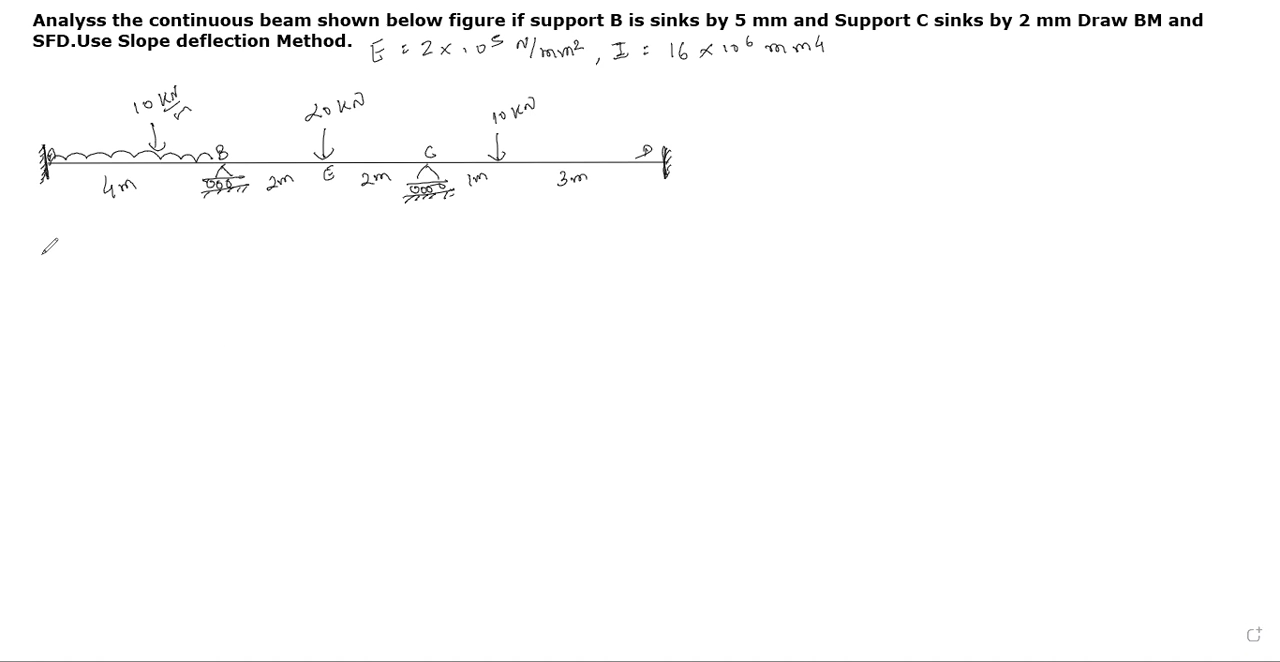 Analyss the continuous beam shown below figure if support B is sinks by 5 mm and Support C sinks by 2 mm Draw BM and
SFD.Use Slope deflection Method. E = 2 × 10⁵ N/mm², I = 16 × 10⁶ mm4
10 KN/m
20 KN
10 KN
B
C
D
4m
2m
E
2m
1m
3m